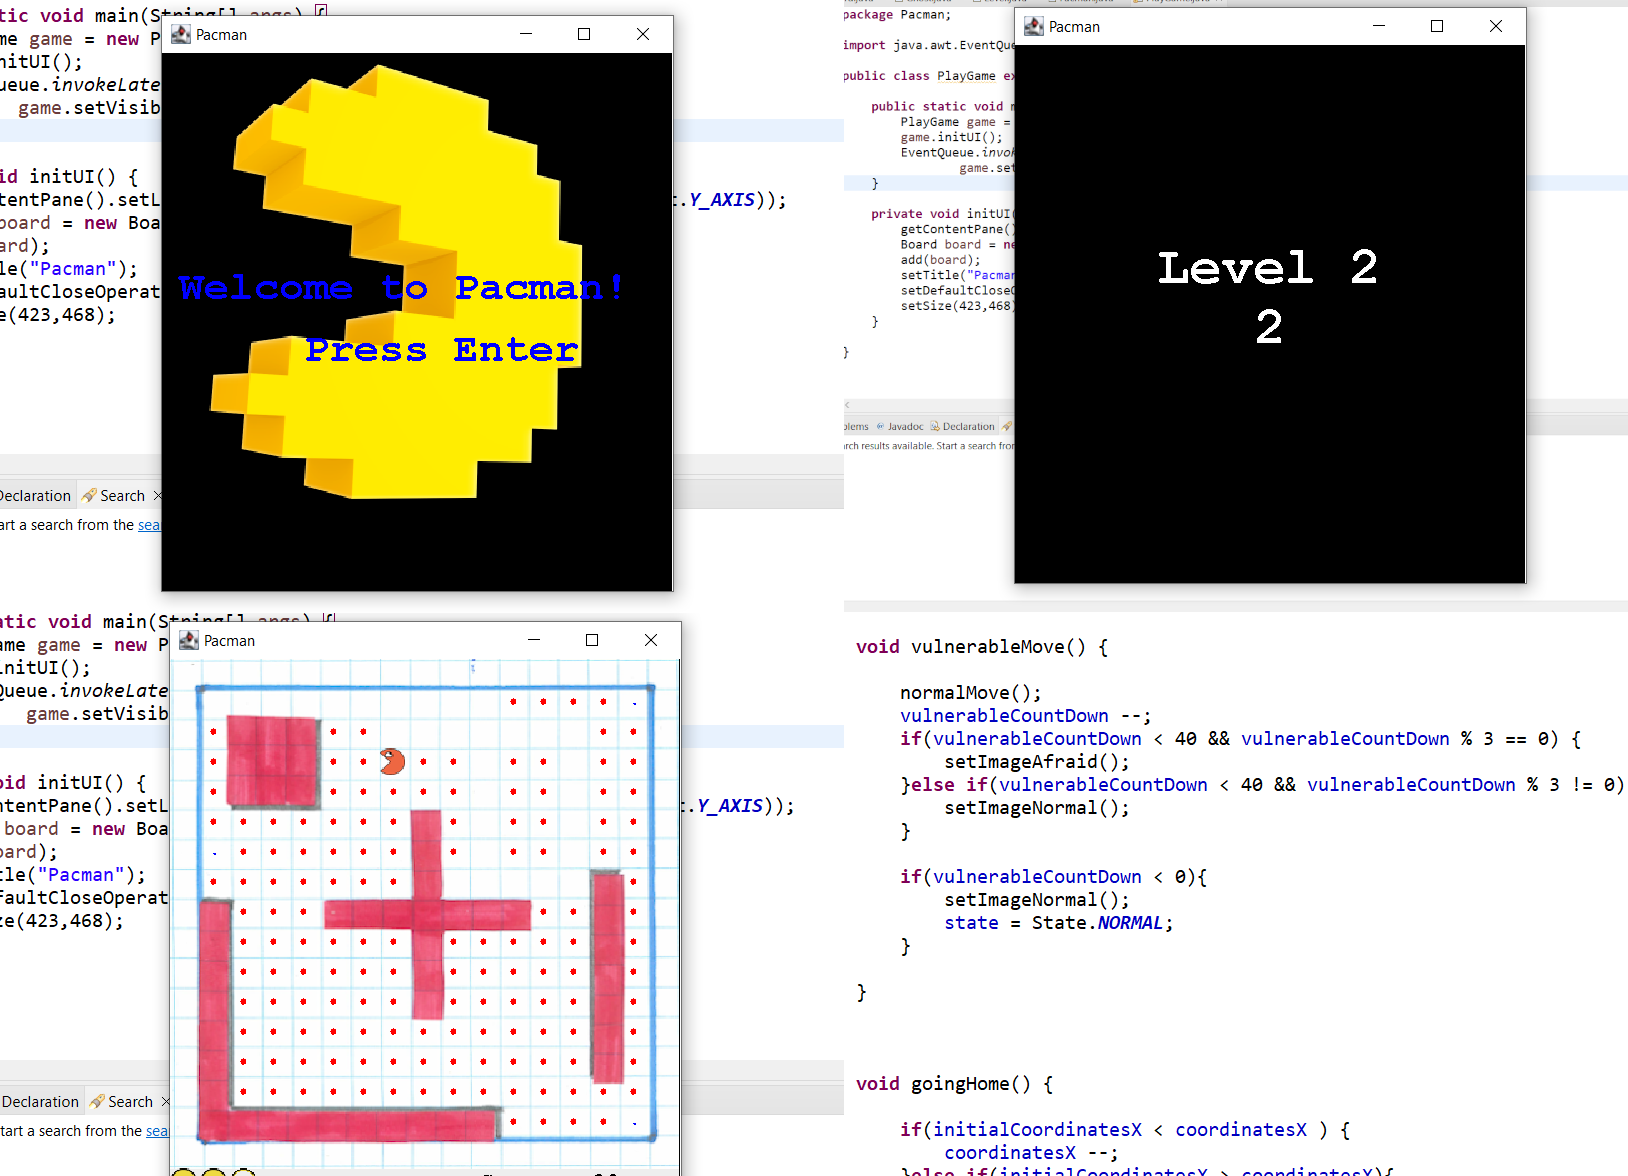 tic void main(String[] args) {
me game = new P
nitUI();
ueue.invokeLate
game.setVisib
id initUI() {
tentPane().setL
.Y_AXIS));
board = new Boa
ard);
le("Pacman");
aultCloseOperat
e(423,468);
Declaration
Search
art a search from the sea
Pacman
Welcome to Pacman!
Press Enter
package Pacman;
import java.awt.EventQue
public class PlayGame ex
public static void m
PlayGame game =
game.initUI();
EventQueue.invok
game.set
}
private void initUI(
getContentPane()
Board board = ne
add(board);
setTitle("Pacman
setDefaultCloseO
setSize(423,468)
}
}
blems
Javadoc
Declaration
rch results available. Start a search fron
Pacman
Level 2
2
atic void main(String[] args) {
ame game = new P
initUI();
Queue.invokeLate
game.setVisib
oid initUI() {
ntentPane().setL
.Y_AXIS));
board = new Boa
oard);
tle("Pacman");
faultCloseOperat
ze(423,468);
Declaration
Search
tart a search from the sea
Pacman
void vulnerableMove() {
normalMove();
vulnerableCountDown --;
if(vulnerableCountDown < 40 && vulnerableCountDown % 3 == 0) {
setImageAfraid();
}else if(vulnerableCountDown < 40 && vulnerableCountDown % 3 != 0)
setImageNormal();
}
if(vulnerableCountDown < 0){
setImageNormal();
state = State.NORMAL;
}
}
void goingHome() {
if(initialCoordinatesX < coordinatesX ) {
coordinatesX --;
}else if(initialCoordinatesX > coordinatesX){